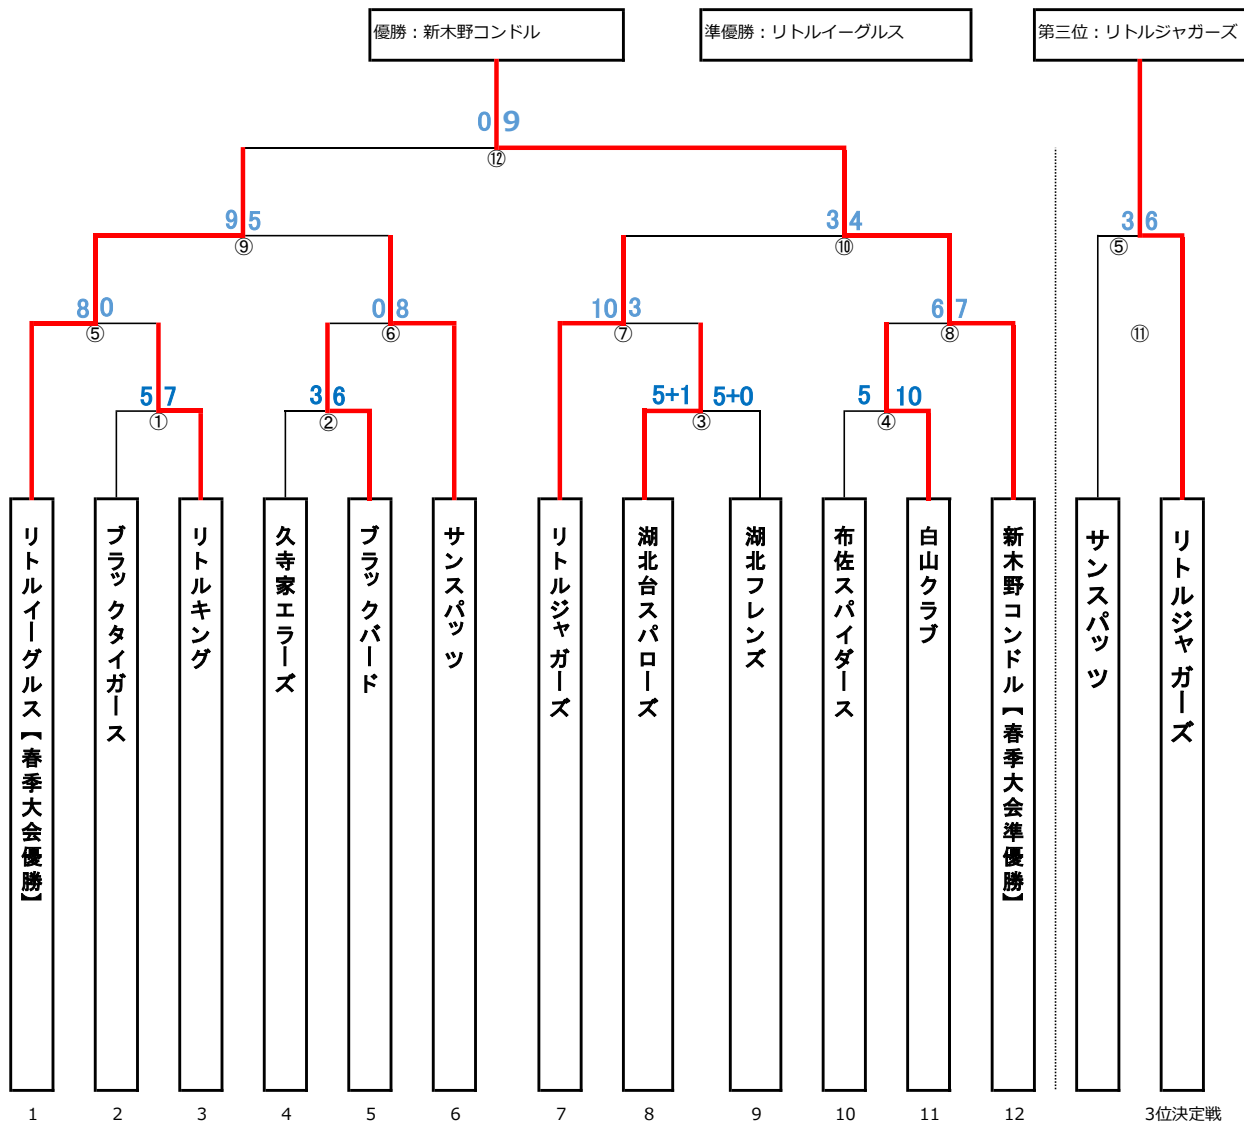 優勝：新木野コンドル
準優勝：リトルイーグルス
第三位：リトルジャガーズ
0 9
⑫
9 5
⑨
3 4
⑩
3 6
⑤
8 0
⑤
0 8
⑥
10 3
⑦
6 7
⑧
⑪
5 7
①
3 6
②
5+1 5+0
③
5 10
④
リトルイーグルス【春季大会優勝】
ブラックタイガース
リトルキング
久寺家エラーズ
ブラックバード
サンスパッツ
リトルジャガーズ
湖北台スパローズ
湖北フレンズ
布佐スパイダース
白山クラブ
新木野コンドル【春季大会準優勝】
サンスパッツ
リトルジャガーズ
1 2 3 4 5 6 7 8 9 10 11 12 3位決定戦